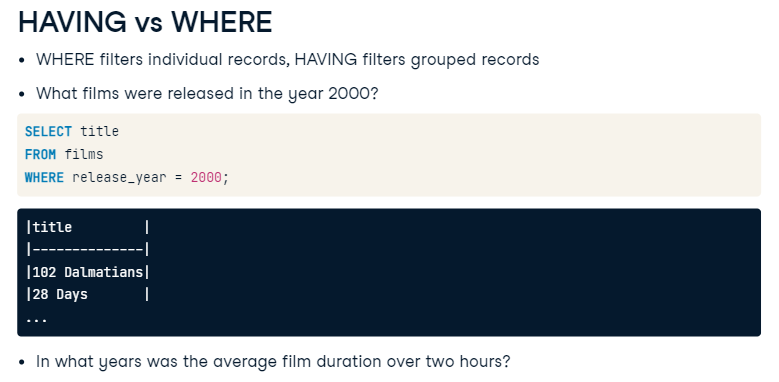 HAVING vs WHERE
• WHERE filters individual records, HAVING filters grouped records
• What films were released in the year 2000?
SELECT title
FROM films
WHERE release_year = 2000;
|title         |
|--------------|
|102 Dalmatians|
|28 Days       |
...
• In what years was the average film duration over two hours?